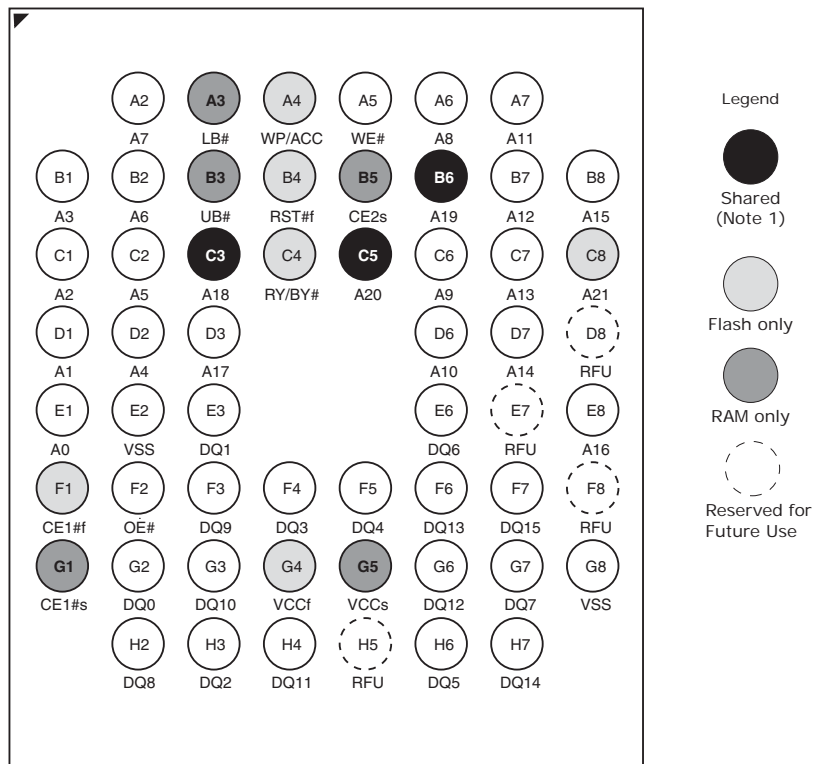 A2 A3 A4 A5 A6 A7
A7 LB# WP/ACC WE# A8 A11
B1 B2 B3 B4 B5 B6 B7 B8
A3 A6 UB# RST#f CE2s A19 A12 A15
C1 C2 C3 C4 C5 C6 C7 C8
A2 A5 A18 RY/BY# A20 A9 A13 A21
D1 D2 D3 D6 D7 D8
A1 A4 A17 A10 A14 RFU
E1 E2 E3 E6 E7 E8
A0 VSS DQ1 DQ6 RFU A16
F1 F2 F3 F4 F5 F6 F7 F8
CE1#f OE# DQ9 DQ3 DQ4 DQ13 DQ15 RFU
G1 G2 G3 G4 G5 G6 G7 G8
CE1#s DQ0 DQ10 VCCf VCCs DQ12 DQ7 VSS
H2 H3 H4 H5 H6 H7
DQ8 DQ2 DQ11 RFU DQ5 DQ14
Legend
Shared
(Note 1)
Flash only
RAM only
Reserved for
Future Use